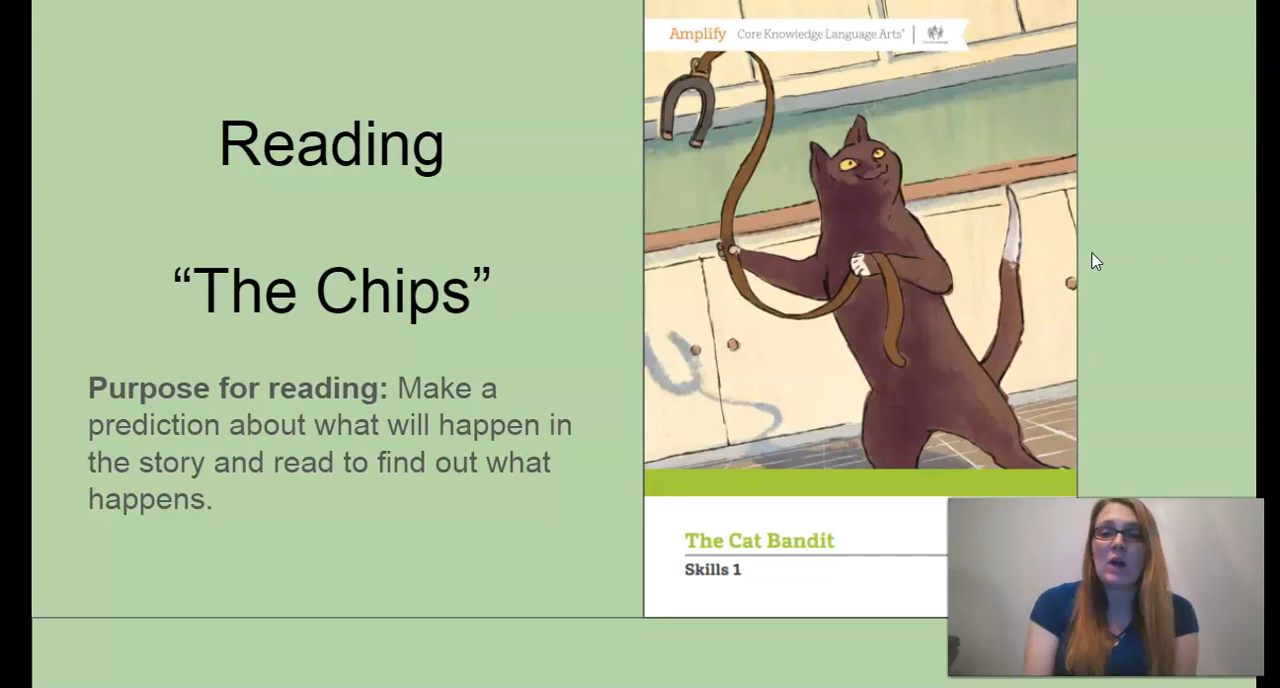 Reading
“The Chips”
Purpose for reading: Make a
prediction about what will happen in
the story and read to find out what
happens.
Amplify Core Knowledge Language Arts®
The Cat Bandit
Skills 1